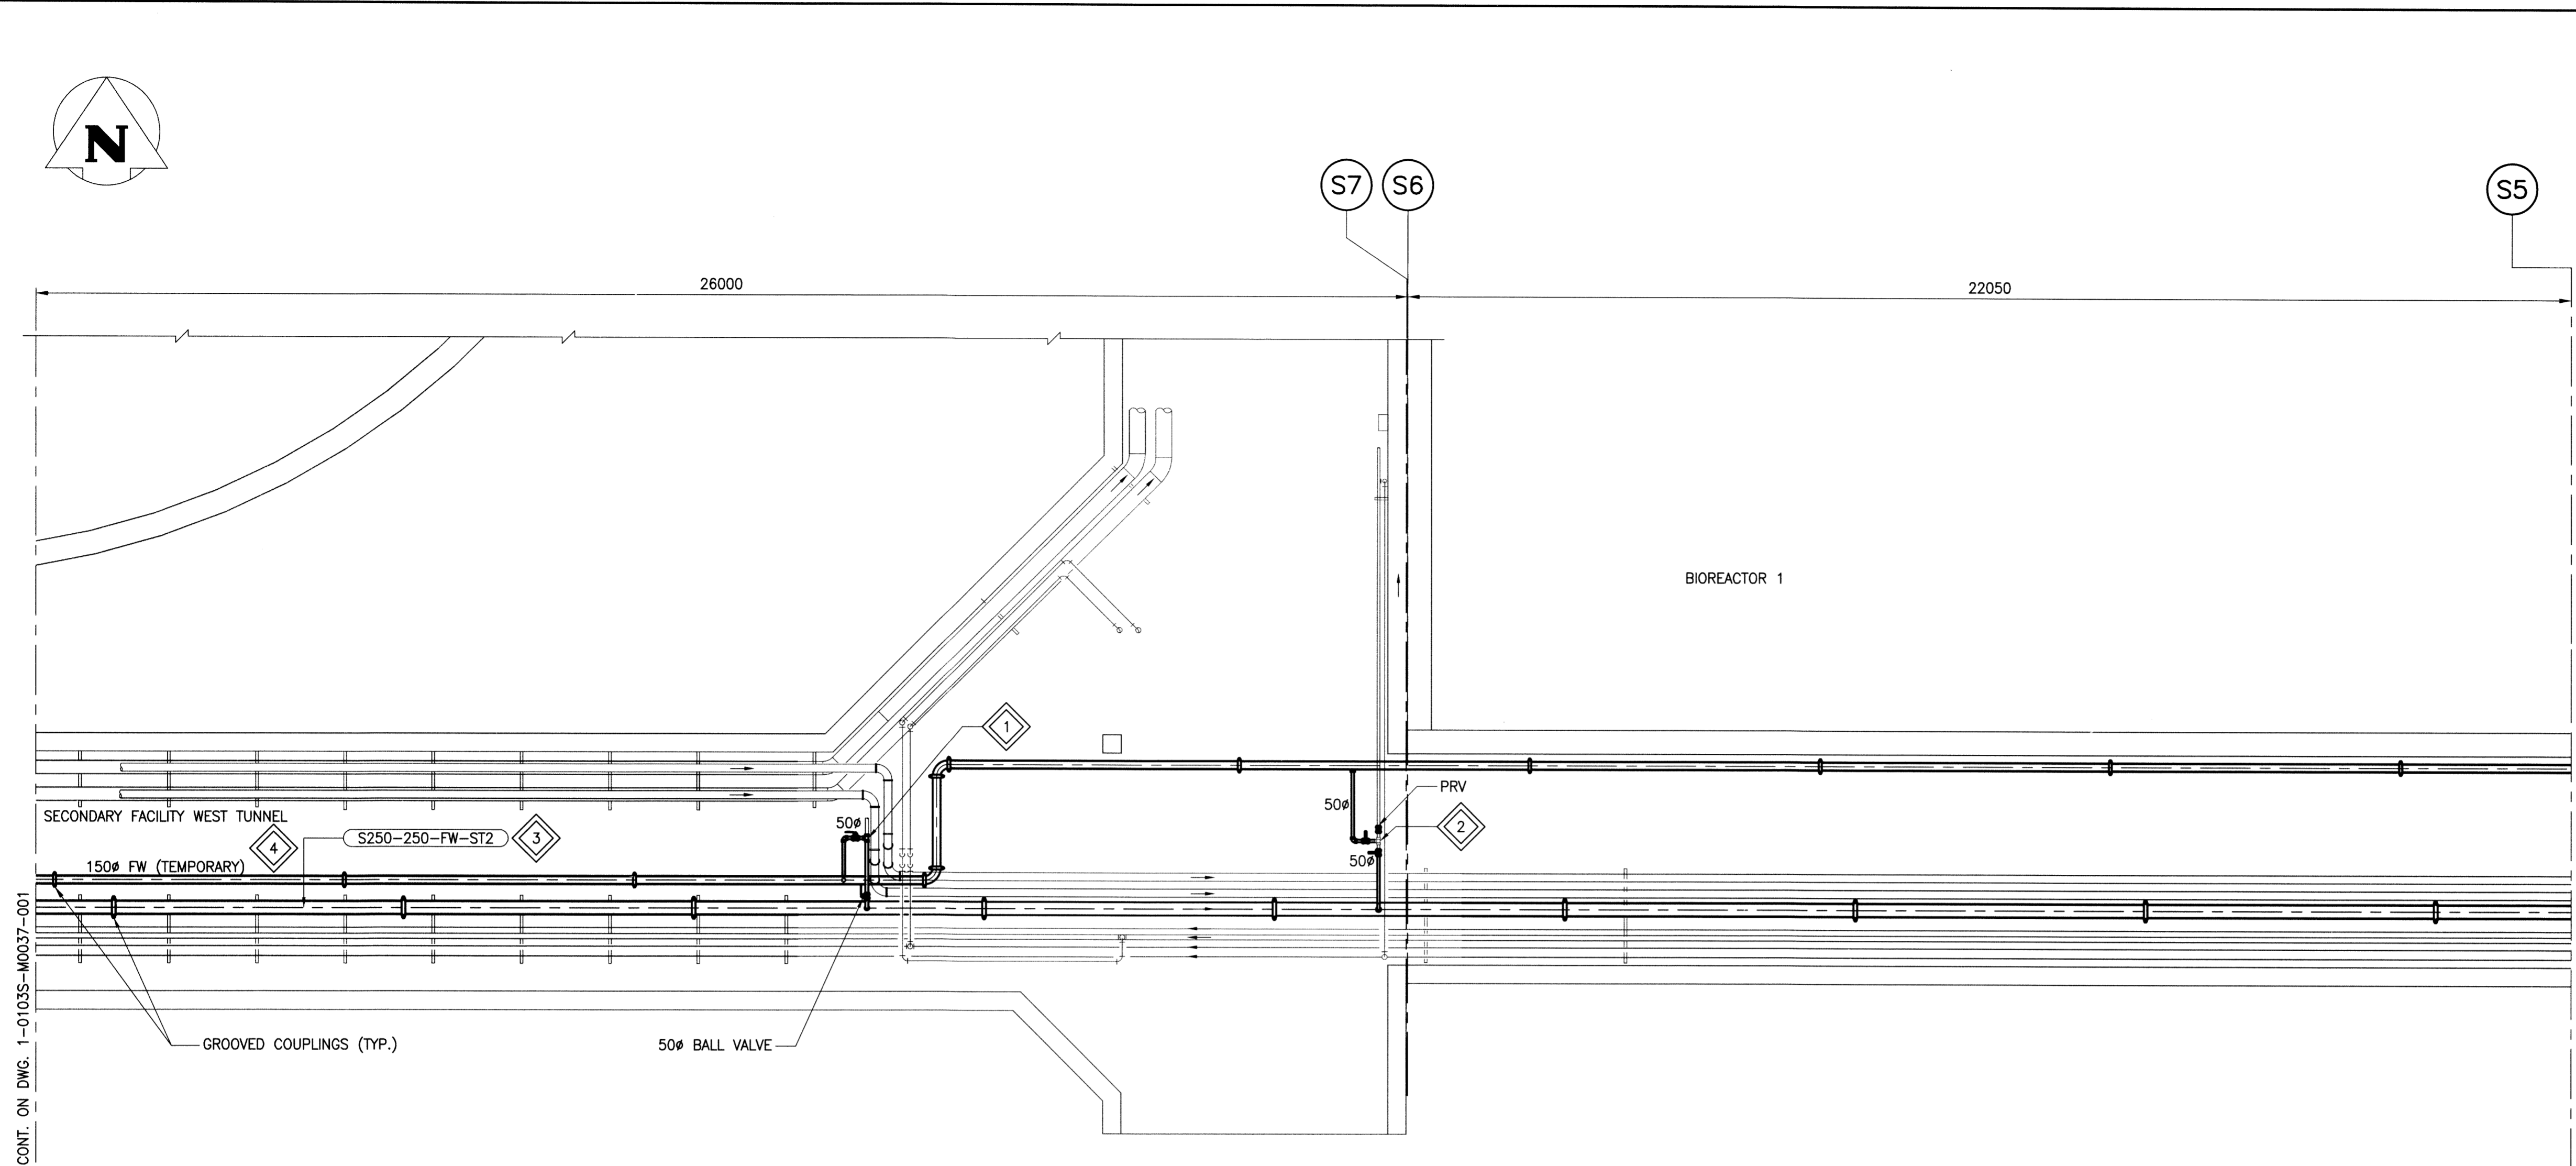 N
S7
S6
S5
26000
22050
BIOREACTOR 1
1
PRV
50ø
50ø
2
SECONDARY FACILITY WEST TUNNEL
4
S250-250-FW-ST2
3
50ø
150ø FW (TEMPORARY)
GROOVED COUPLINGS (TYP.)
50ø BALL VALVE
CONT. ON DWG. 1-0103S-M0037-001